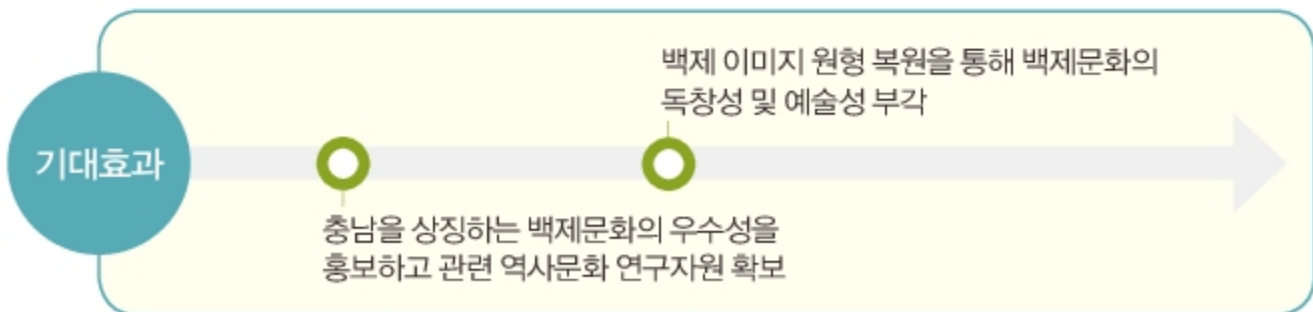 기대효과
충남을 상징하는 백제문화의 우수성을
홍보하고 관련 역사문화 연구자원 확보
백제 이미지 원형 복원을 통해 백제문화의
독창성 및 예술성 부각